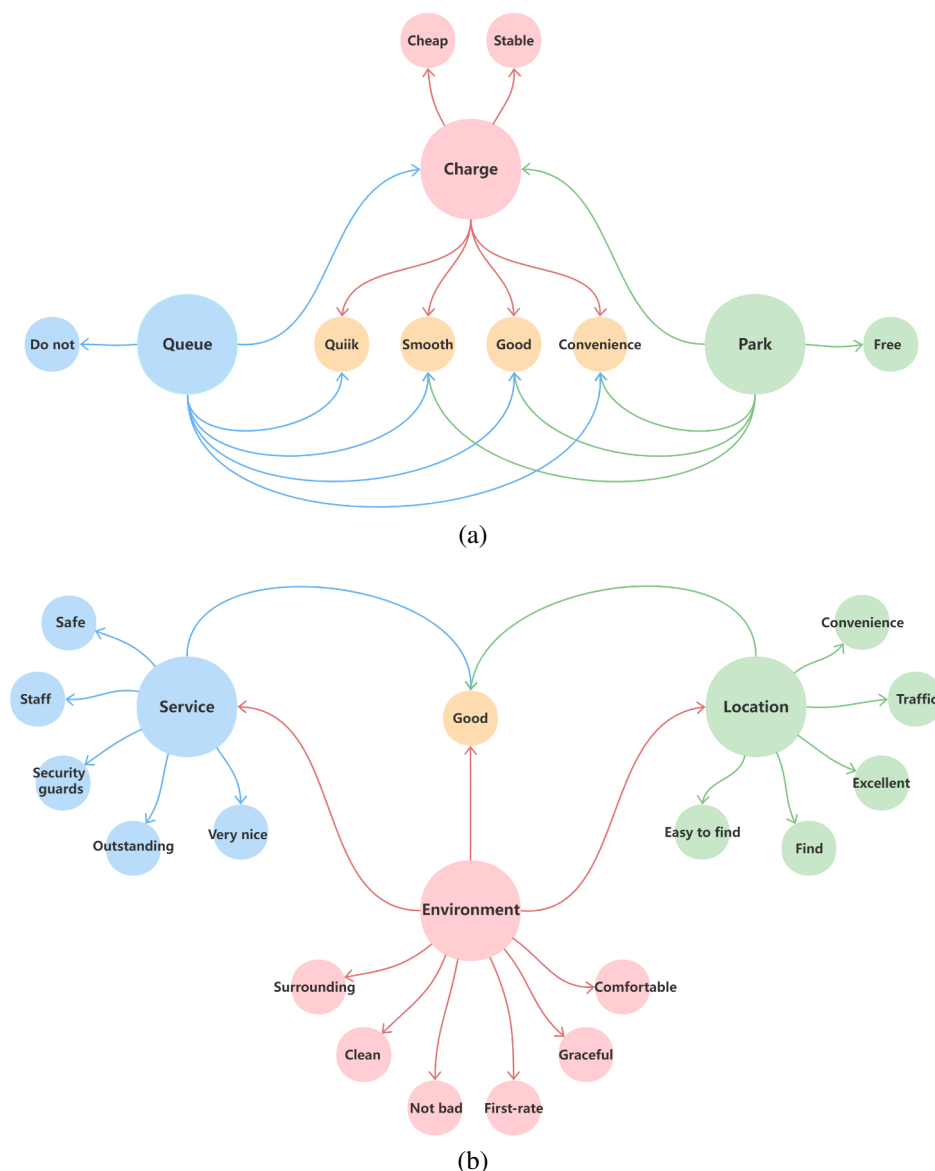 Cheap
Stable
Charge
Do not
Queue
Quiik
Smooth
Good
Convenience
Park
Free
(a)
Safe
Convenience
Staff
Service
Good
Location
Traffic
Security
guards
Excellent
Outstanding
Very nice
Easy to find
Find
Environment
Surrounding
Comfortable
Clean
Graceful
Not bad
First-rate
(b)